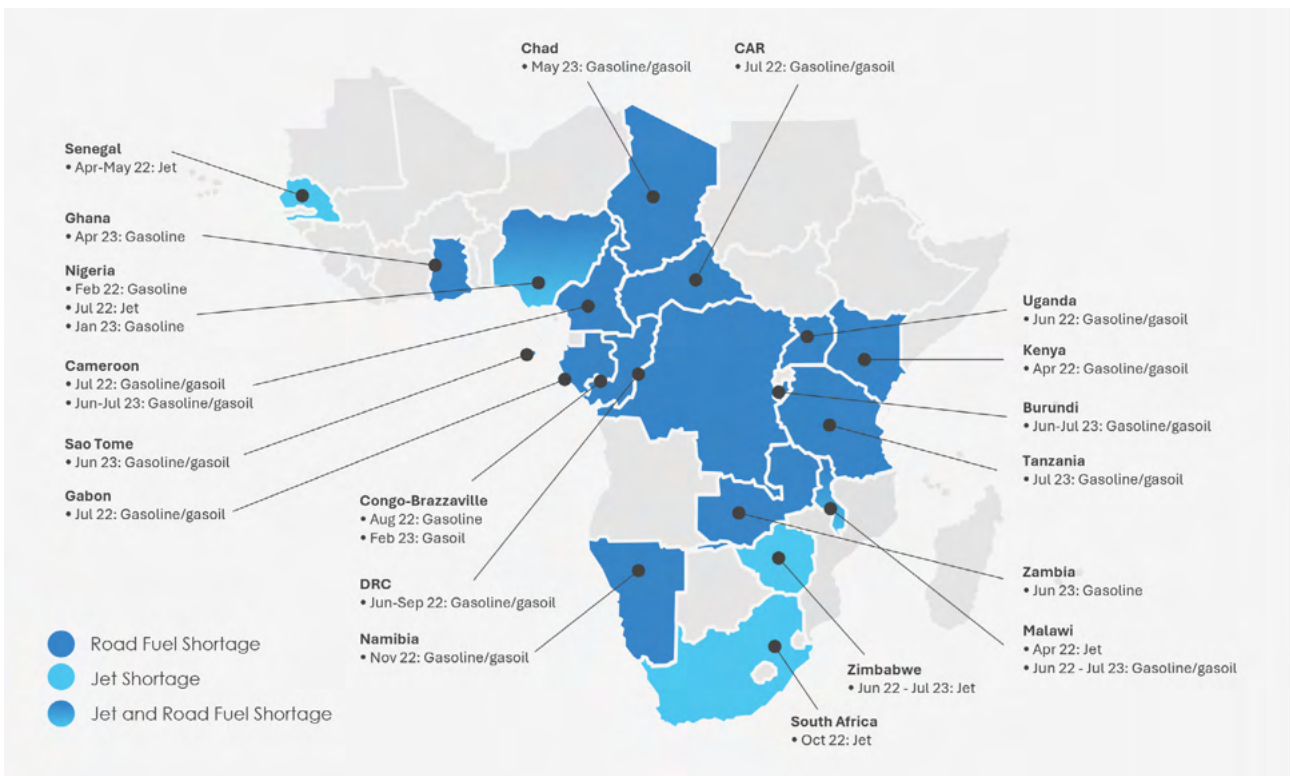 Chad
• May 23: Gasoline/gasoil
CAR
• Jul 22: Gasoline/gasoil
Senegal
• Apr-May 22: Jet
Ghana
• Apr 23: Gasoline
Nigeria
• Feb 22: Gasoline
• Jul 22: Jet
• Jan 23: Gasoline
Cameroon
• Jul 22: Gasoline/gasoil
• Jun-Jul 23: Gasoline/gasoil
Sao Tome
• Jun 23: Gasoline/gasoil
Gabon
• Jul 22: Gasoline/gasoil
Congo-Brazzaville
• Aug 22: Gasoline
• Feb 23: Gasoil
DRC
• Jun-Sep 22: Gasoline/gasoil
Namibia
• Nov 22: Gasoline/gasoil
Uganda
• Jun 22: Gasoline/gasoil
Kenya
• Apr 22: Gasoline/gasoil
Burundi
• Jun-Jul 23: Gasoline/gasoil
Tanzania
• Jul 23: Gasoline/gasoil
Zambia
• Jun 23: Gasoline
Malawi
• Apr 22: Jet
• Jun 22 - Jul 23: Gasoline/gasoil
Zimbabwe
• Jun 22 - Jul 23: Jet
South Africa
• Oct 22: Jet
Road Fuel Shortage
Jet Shortage
Jet and Road Fuel Shortage